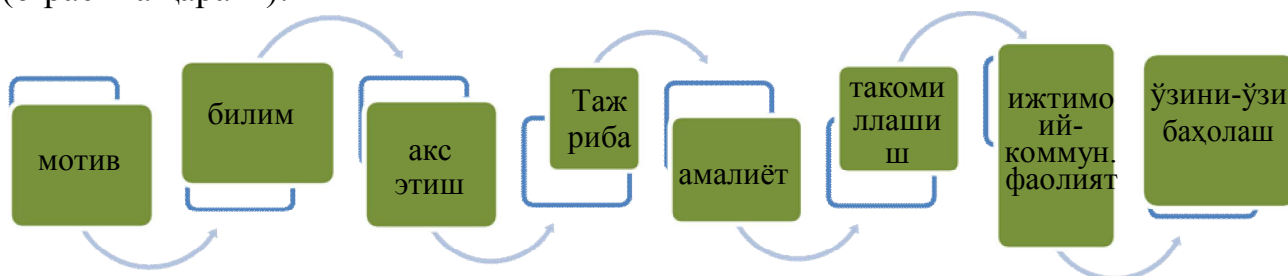 мотив
билим
акс
этиш
Таж
риба
амалиёт
такоми
ллаши
ш
ижтимо
ий-
коммун.
фаолият
ўзини-ўзи
баҳолаш